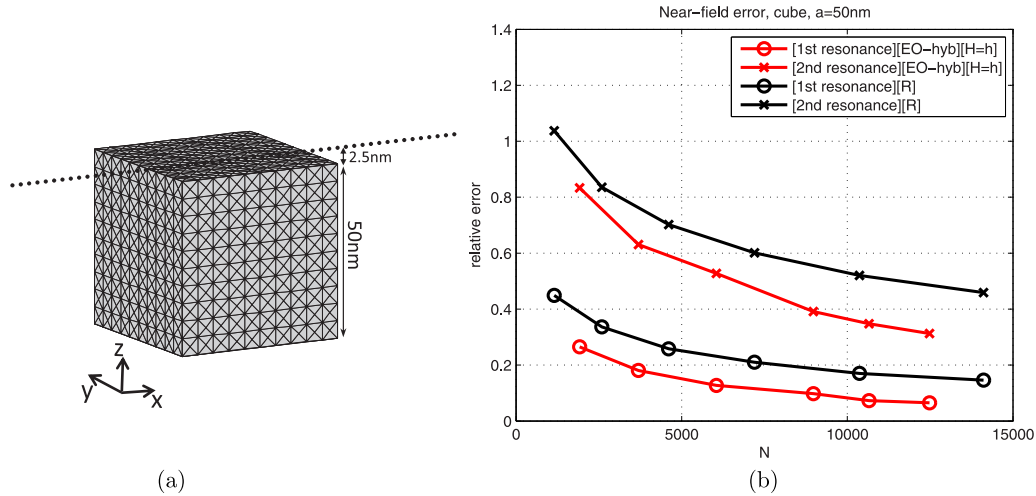 2.5nm
50nm
z
y
x
(a)
Near-field error, cube, a=50nm
[1st resonance][EO-hyb][H=h]
[2nd resonance][EO-hyb][H=h]
[1st resonance][R]
[2nd resonance][R]
relative error
1.4
1.2
1
0.8
0.6
0.4
0.2
0
0
5000
10000
15000
N
(b)